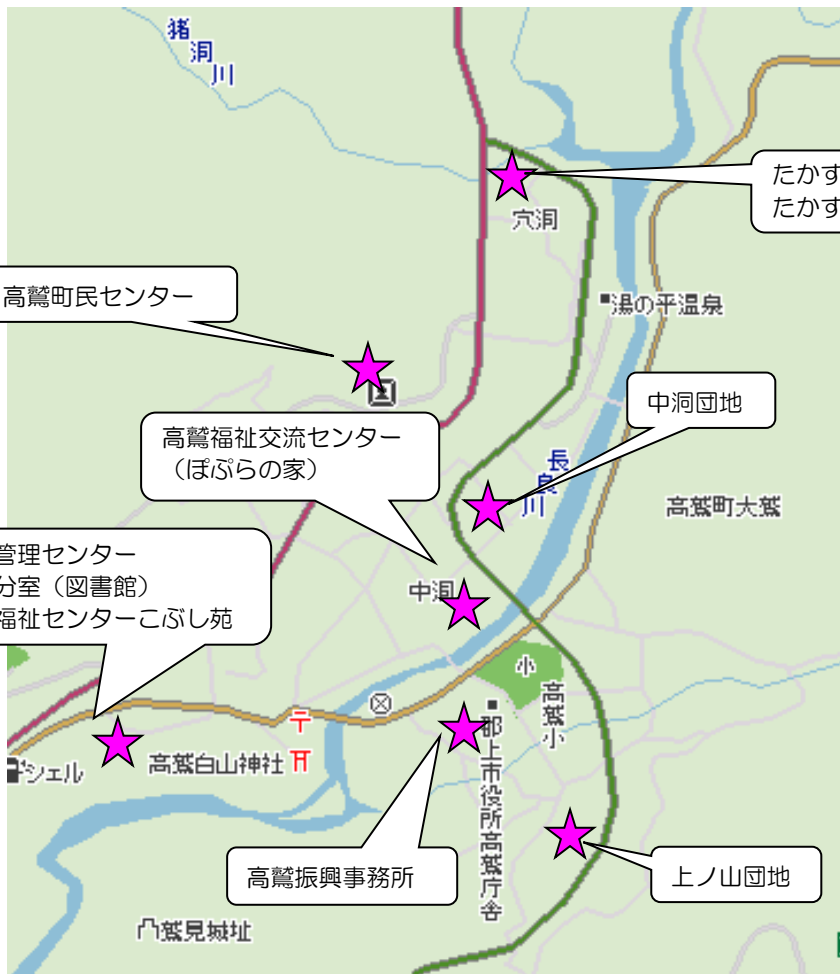 猪洞川
たかす
たかす
穴洞
高鷲町民センター
湯の平温泉
中洞団地
高鷲福祉交流センター
(ぽぷらの家)
長良川
高鷲町大鷲
管理センター
分室(図書館)
福祉センターこぶし苑
中洞
小
高鷲小
〒
郡上市役所高鷲庁舎
高鷲白山神社
シェル
高鷲振興事務所
上ノ山団地
鷲見城址